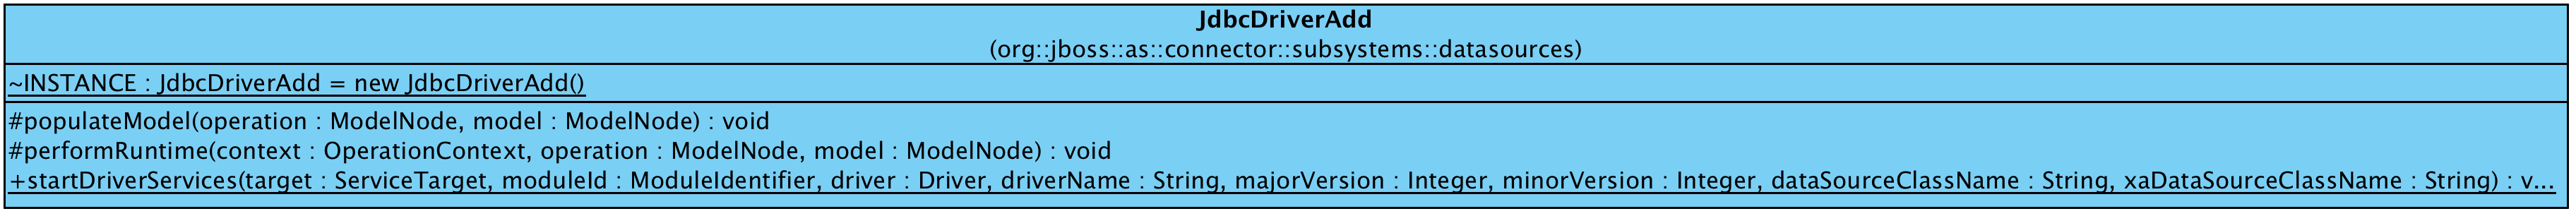 JdbcDriverAdd
(org::jboss::as::connector::subsystems::datasources)
~INSTANCE : JdbcDriverAdd = new JdbcDriverAdd()
#populateModel(operation : ModelNode, model : ModelNode) : void
#performRuntime(context : OperationContext, operation : ModelNode, model : ModelNode) : void
+startDriverServices(target : ServiceTarget, moduleId : ModuleIdentifier, driver : Driver, driverName : String, majorVersion : Integer, minorVersion : Integer, dataSourceClassName : String, xaDataSourceClassName : String) : v...